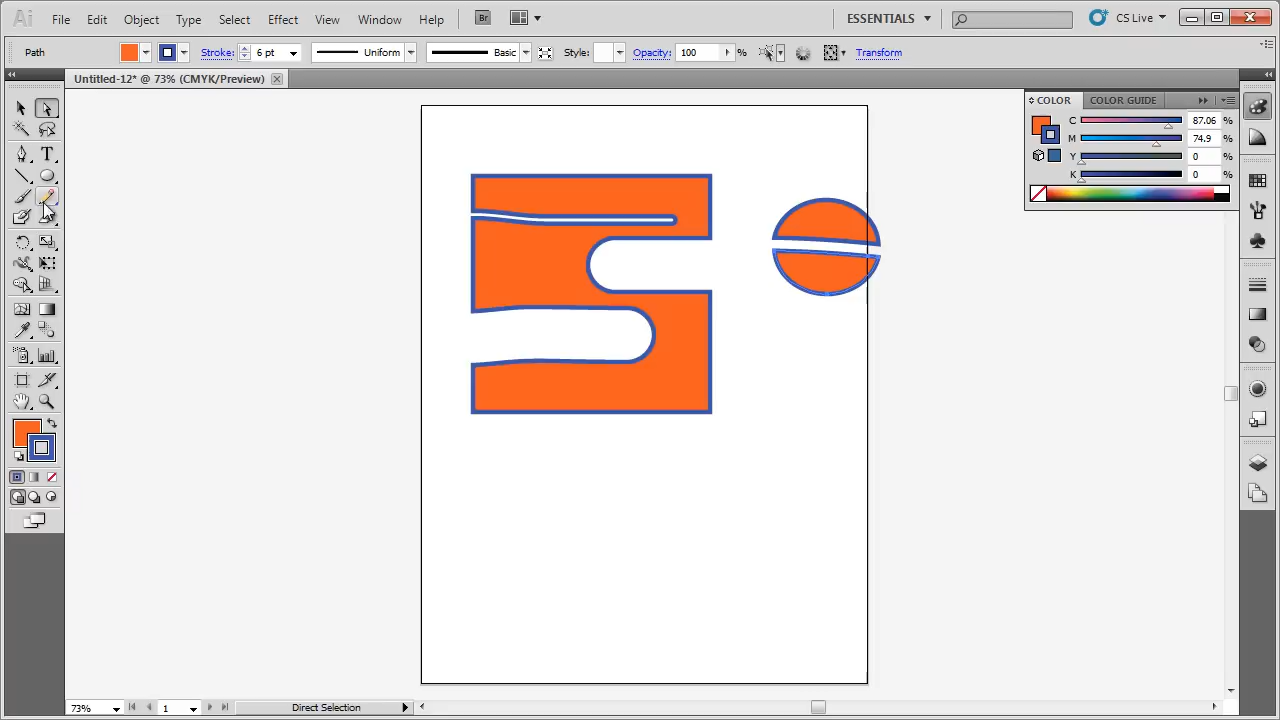 Ai File Edit Object Type Select Effect View Window Help Br ESSENTIALS CS Live
Path Stroke: 6 pt Uniform Basic Style: Opacity: 100 % Transform
Untitled-12* @ 73% (CMYK/Preview)
COLOR COLOR GUIDE
C 87.06 %
M 74.9 %
Y 0 %
K 0 %
T
73% 1 Direct Selection